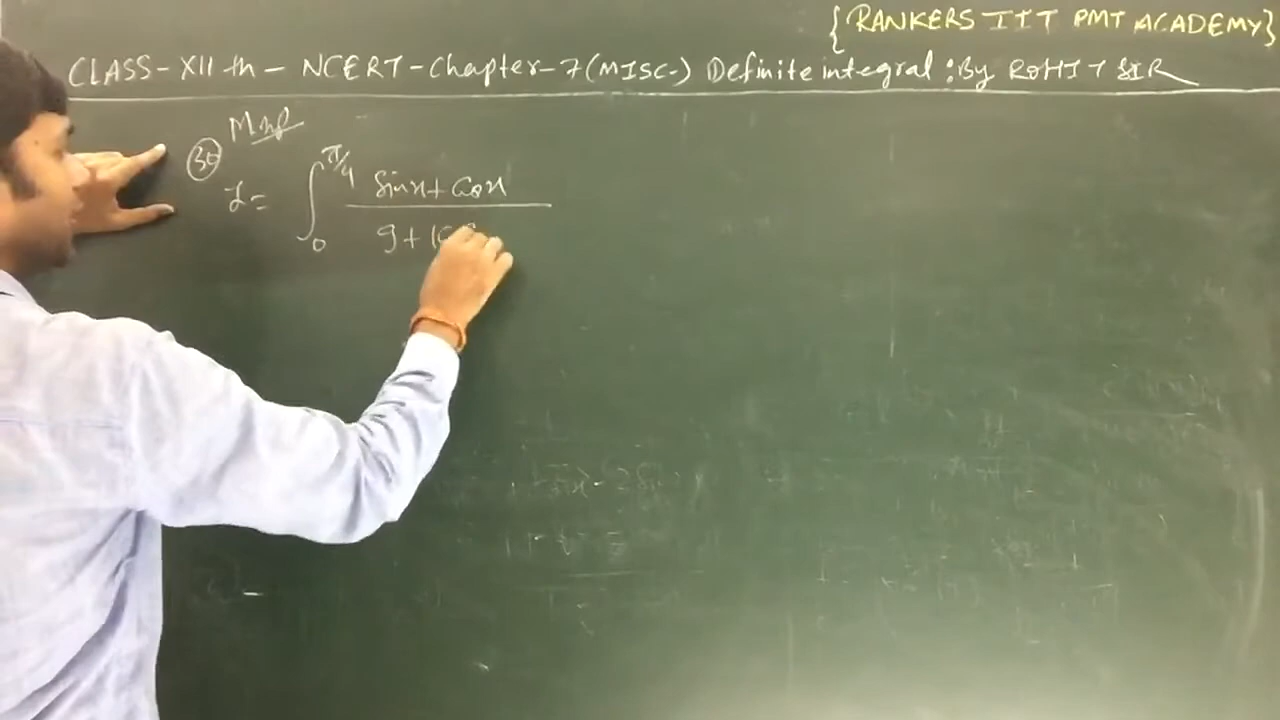 {RANKERS IIT PMT ACADEMY}
CLASS-XII th - NCERT-Chapter-7(MISC.) Definite integral : By ROHIT SIR
30
I = ∫₀^π/4 Sinx + Cosx
9 + 16